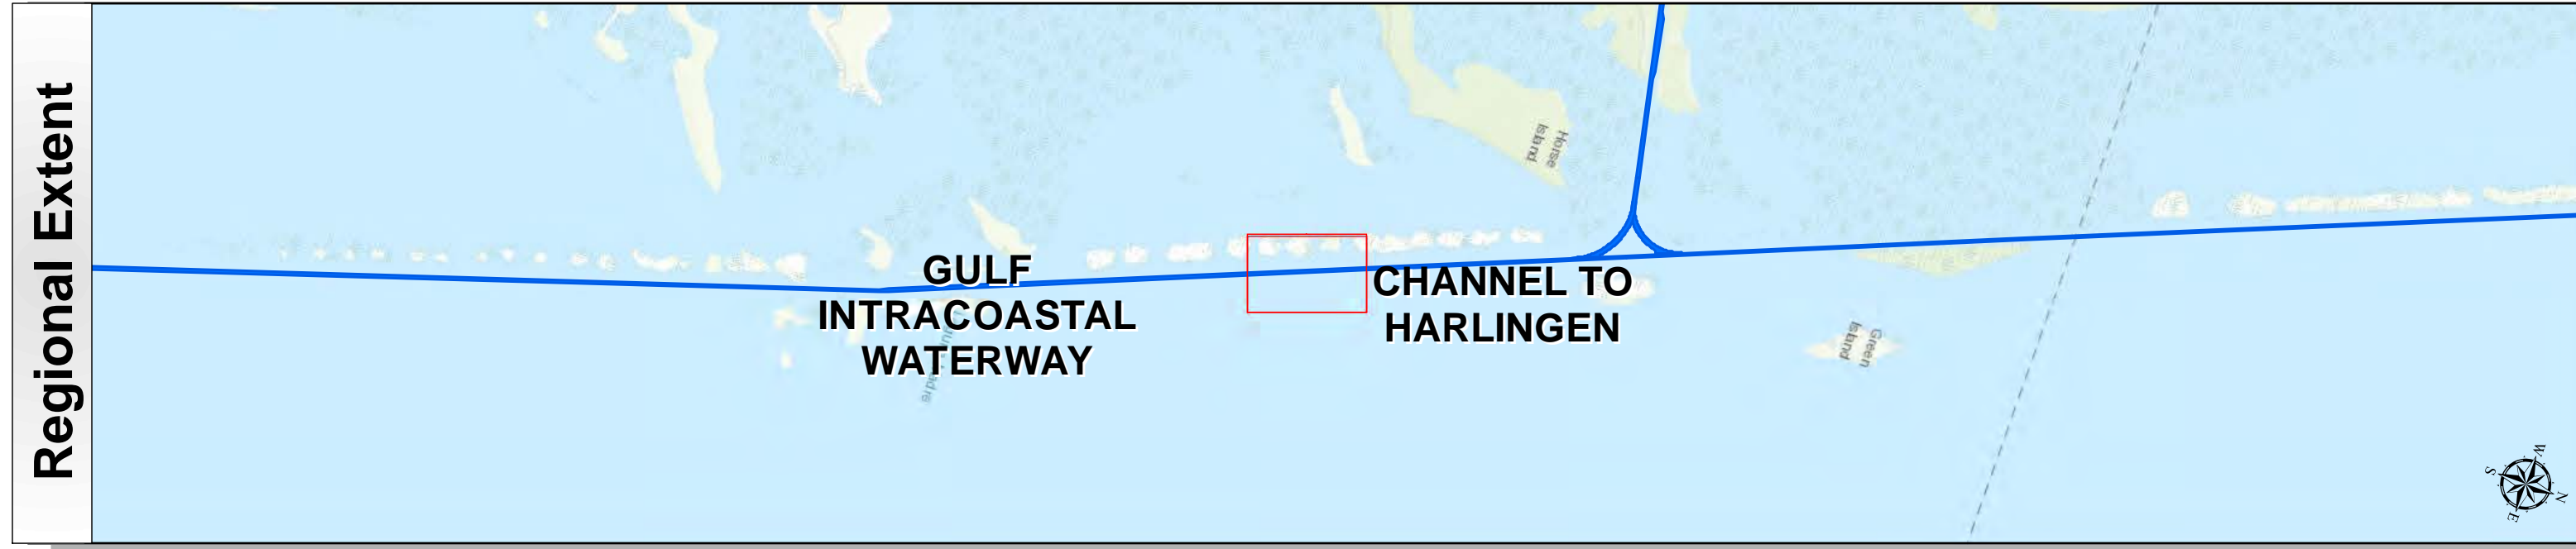 Regional Extent
Horse
Island
GULF
INTRACOASTAL
WATERWAY
CHANNEL TO
HARLINGEN
Green
Island
W
S
N
E